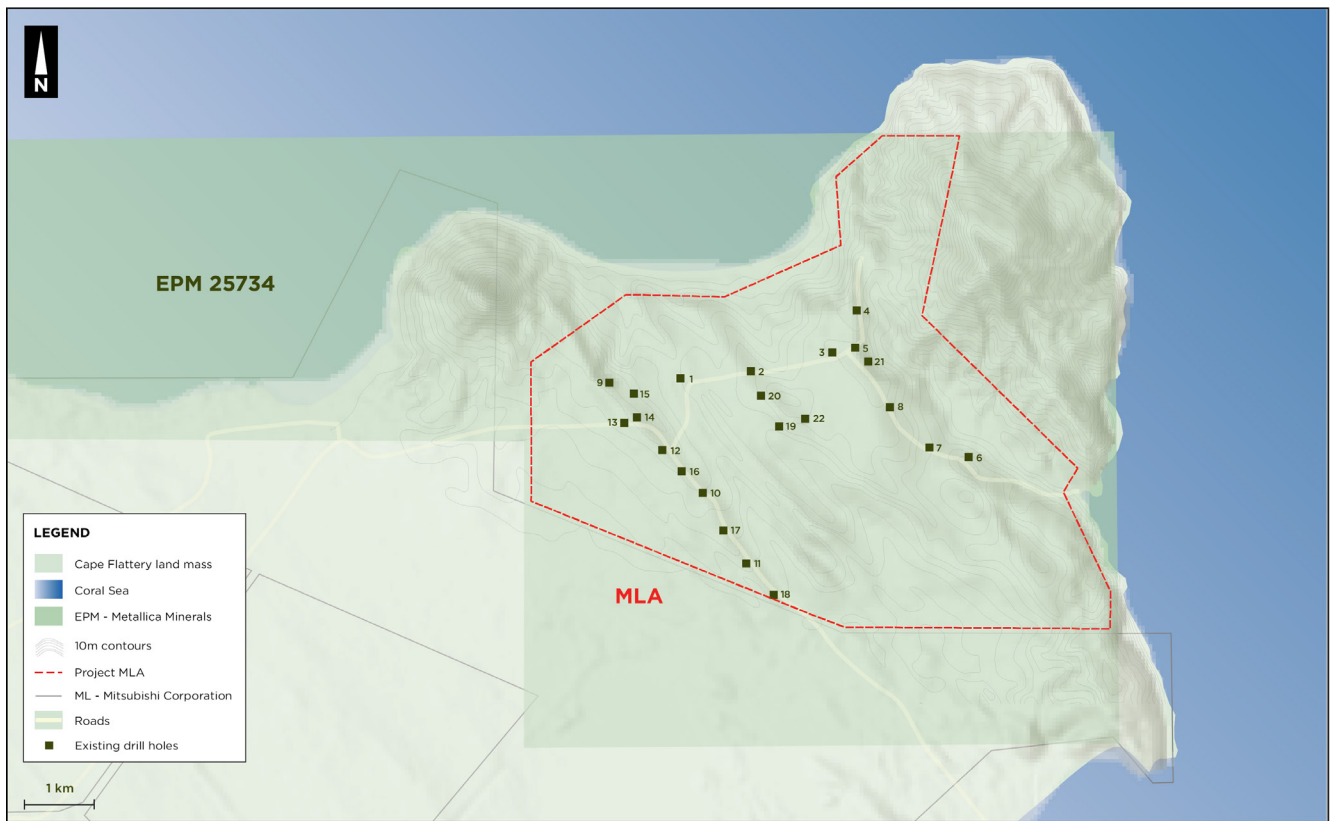 N
EPM 25734
4
3
5
21
2
1
9
15
20
8
14
13
19
22
12
7
6
16
10
17
11
18
MLA
LEGEND
Cape Flattery land mass
Coral Sea
EPM - Metallica Minerals
10m contours
Project MLA
ML - Mitsubishi Corporation
Roads
Existing drill holes
1 km